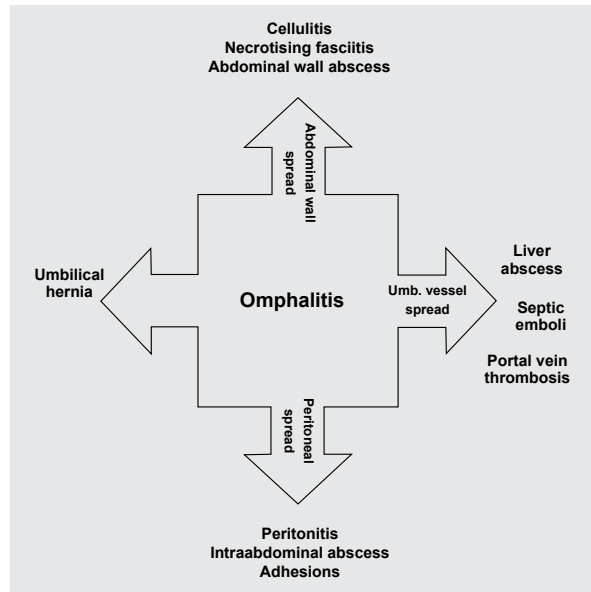 Cellulitis
Necrotising fasciitis
Abdominal wall abscess
Abdominal wall
spread
Umbilical
hernia
Omphalitis
Umb. vessel
spread
Liver
abscess
Septic
emboli
Portal vein
thrombosis
Peritoneal
spread
Peritonitis
Intraabdominal abscess
Adhesions